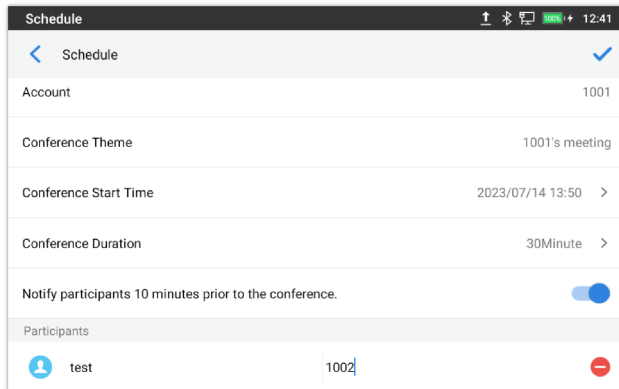 Schedule 100% 12:41
Schedule
Account 1001
Conference Theme 1001's meeting
Conference Start Time 2023/07/14 13:50
Conference Duration 30Minute
Notify participants 10 minutes prior to the conference.
Participants
test 1002